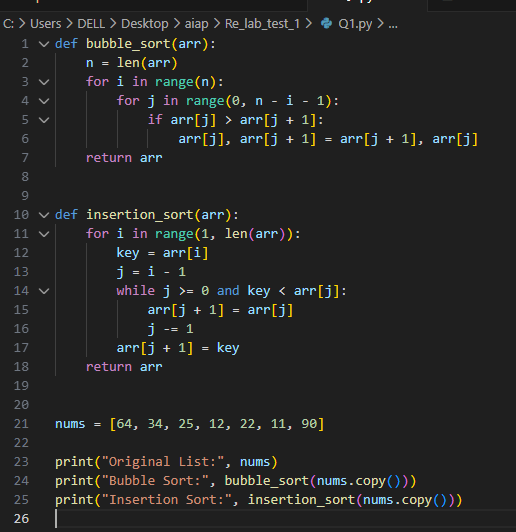 C: > Users > DELL > Desktop > aiap > Re_lab_test_1 > Q1.py > ...
1 def bubble_sort(arr):
2     n = len(arr)
3     for i in range(n):
4         for j in range(0, n - i - 1):
5             if arr[j] > arr[j + 1]:
6                 arr[j], arr[j + 1] = arr[j + 1], arr[j]
7     return arr
8
9
10 def insertion_sort(arr):
11     for i in range(1, len(arr)):
12         key = arr[i]
13         j = i - 1
14         while j >= 0 and key < arr[j]:
15             arr[j + 1] = arr[j]
16             j -= 1
17         arr[j + 1] = key
18     return arr
19
20
21 nums = [64, 34, 25, 12, 22, 11, 90]
22
23 print("Original List:", nums)
24 print("Bubble Sort:", bubble_sort(nums.copy()))
25 print("Insertion Sort:", insertion_sort(nums.copy()))
26